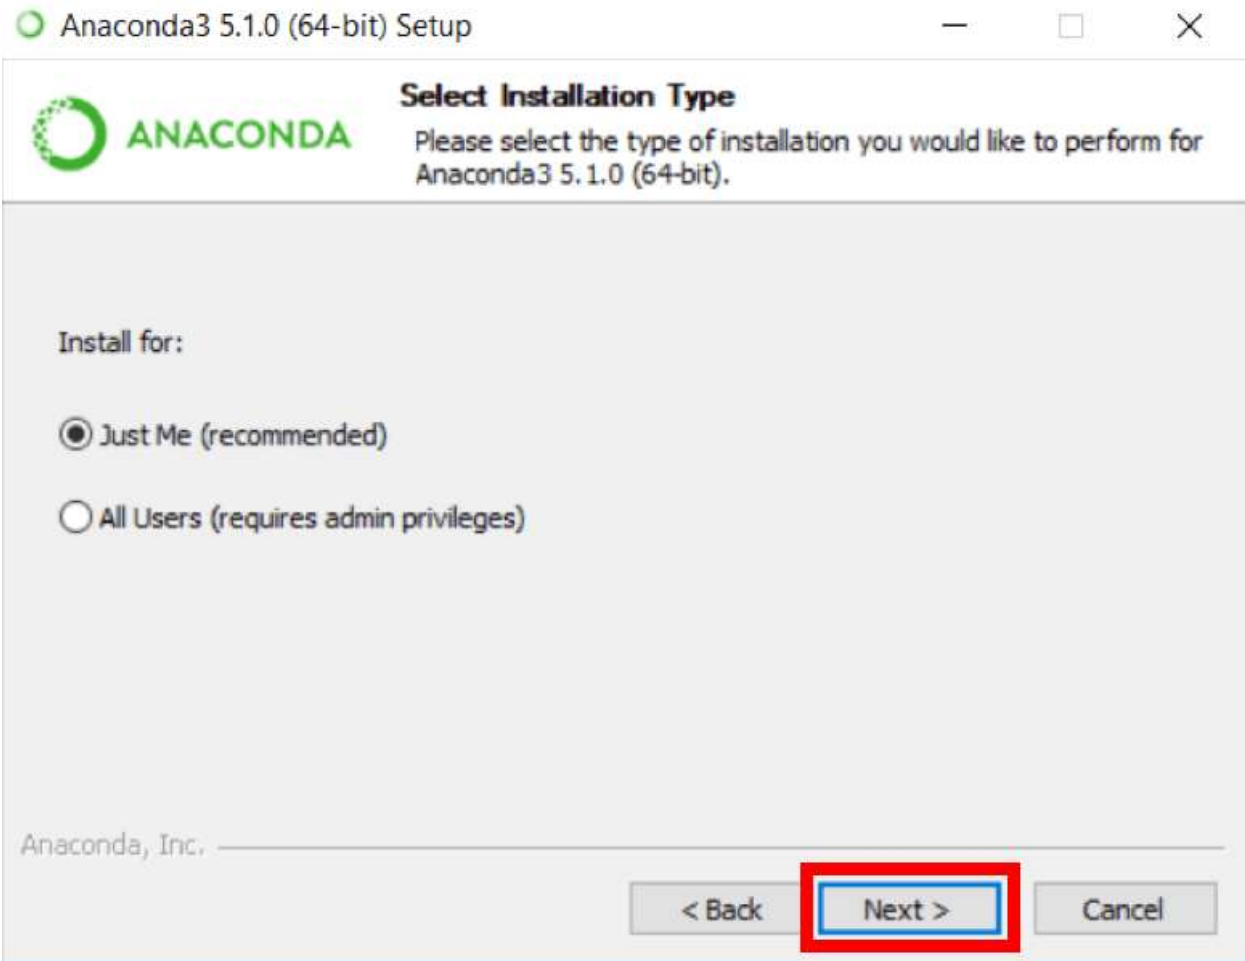 Anaconda3 5.1.0 (64-bit) Setup
ANACONDA
Select Installation Type
Please select the type of installation you would like to perform for
Anaconda3 5.1.0 (64-bit).
Install for:
Just Me (recommended)
All Users (requires admin privileges)
Anaconda, Inc.
< Back
Next >
Cancel